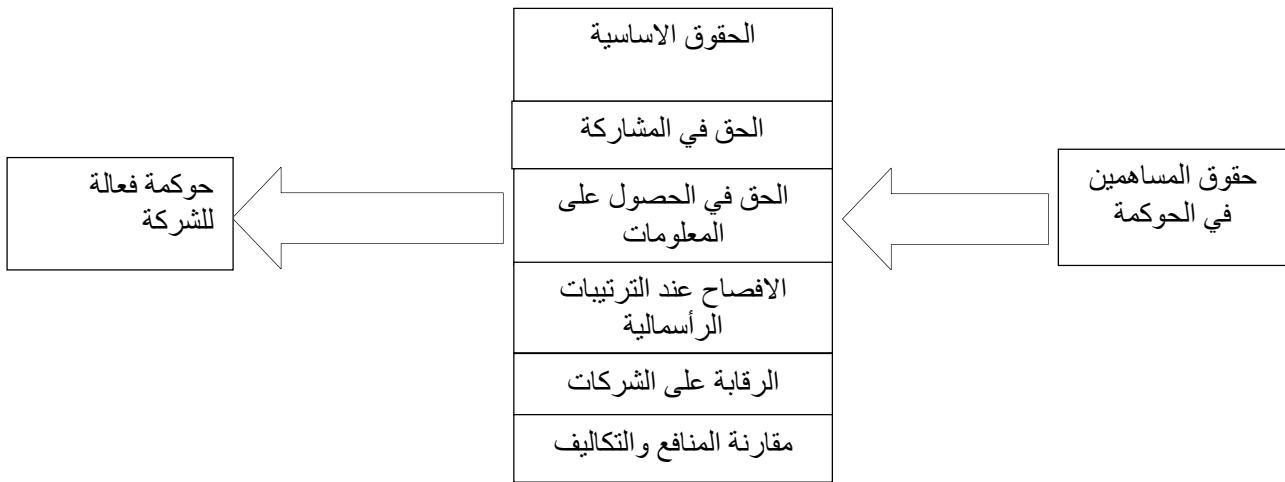 حقوق المساهمين
في الحوكمة
الحقوق الاساسية
الحق في المشاركة
الحق في الحصول على
المعلومات
الافصاح عند الترتيبات
الرأسمالية
الرقابة على الشركات
مقارنة المنافع والتكاليف
حوكمة فعالة
للشركة